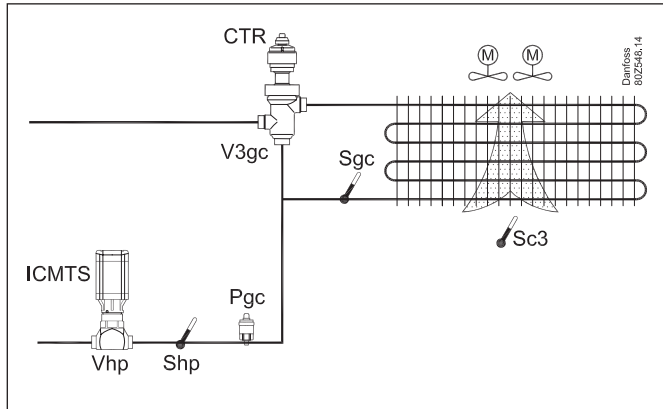 CTR
M
M
Danfoss
80Z548.14
V3gc
Sgc
Sc3
ICMTS
Pgc
Vhp
Shp